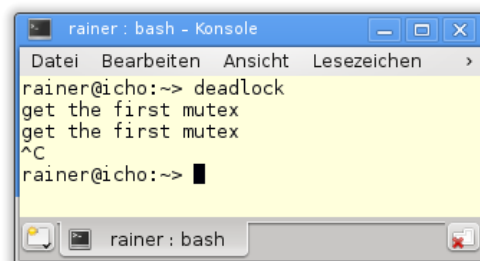 rainer : bash – Konsole
Datei Bearbeiten Ansicht Lesezeichen ›
rainer@icho:~> deadlock
get the first mutex
get the first mutex
^C
rainer@icho:~>
rainer : bash